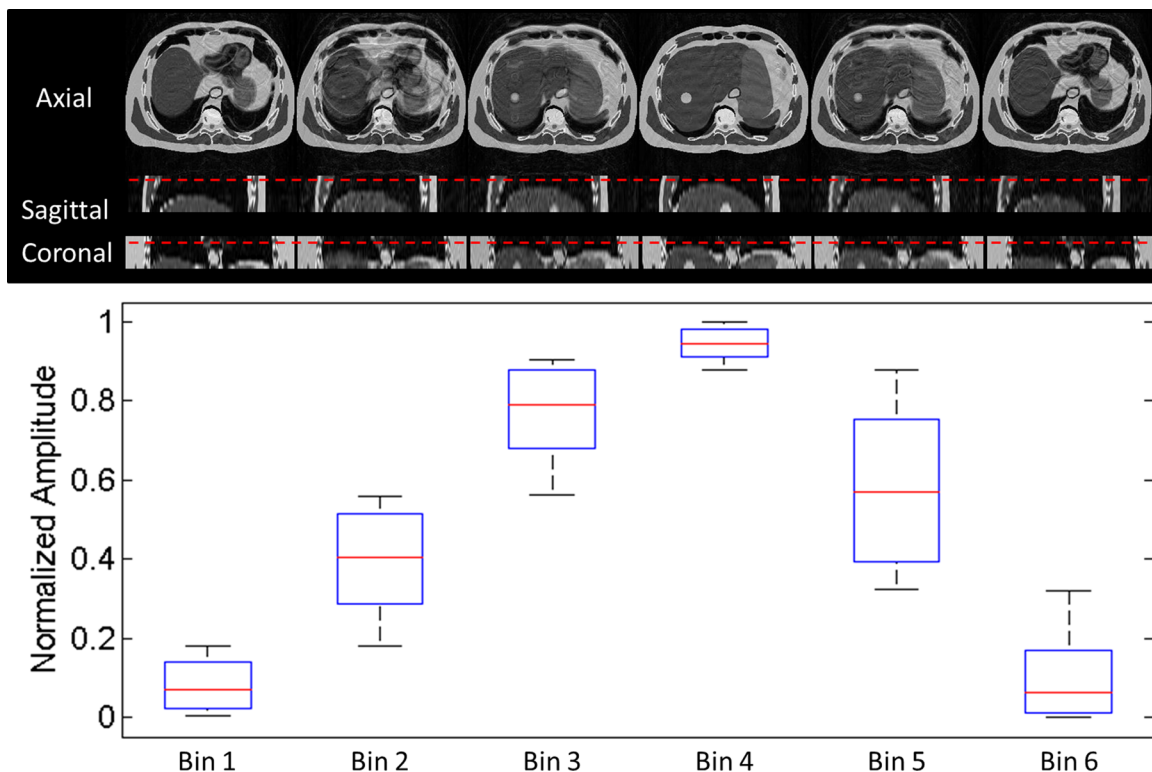 Axial
Sagittal
Coronal
Normalized Amplitude
1
0.8
0.6
0.4
0.2
0
Bin 1 Bin 2 Bin 3 Bin 4 Bin 5 Bin 6